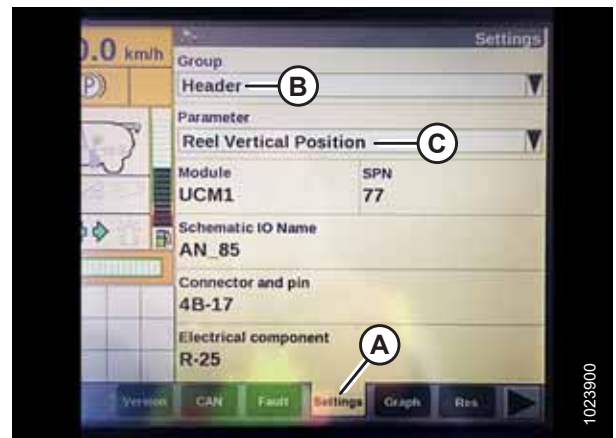 Settings
0.0 km/h
Group
Header
B
(P)
Parameter
Reel Vertical Position
C
Module SPN
UCM1 77
Schematic IO Name
AN_85
Connector and pin
4B-17
Electrical component
R-25
A
Version CAN Fault Settings Graph Res
1023900